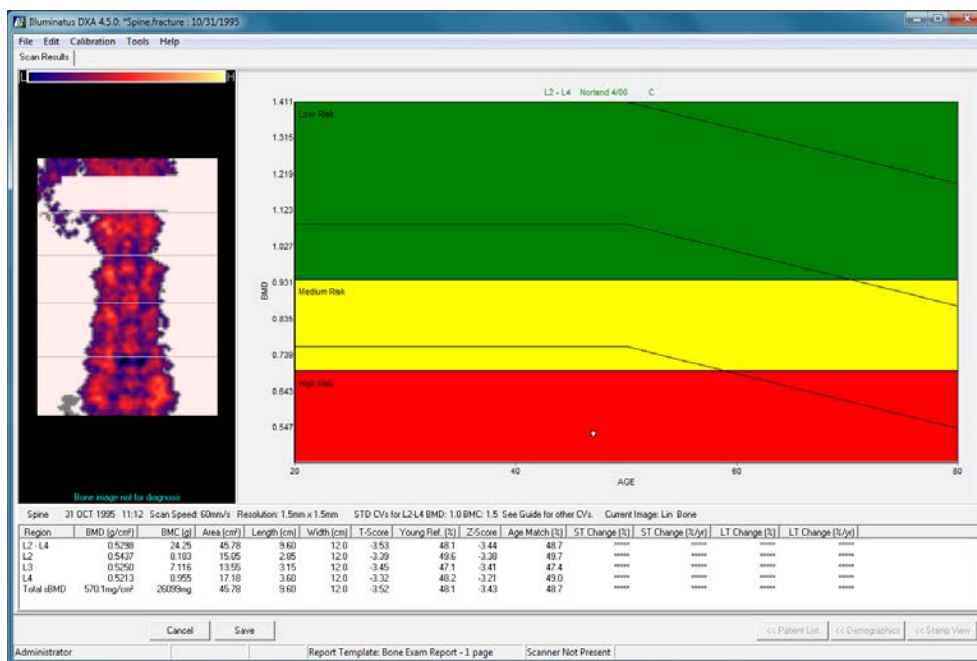 Illuminatus DXA 4.5.0: *Spine.fracture : 10/31/1995
File Edit Calibration Tools Help
Scan Results
L H
L2 - L4 Norland 4/00 C
1.411
Low Risk
1.315
1.219
1.123
1.027
0.931
Medium Risk
BMD
0.835
0.739
High Risk
0.643
0.547
20 40 60 80
AGE
Bone image not for diagnosis
Spine 31 OCT 1995 11:12 Scan Speed: 60mm/s Resolution: 1.5mm x 1.5mm STD CVs for L2-L4 BMD: 1.0 BMC: 1.5 See Guide for other CVs. Current Image: Lin Bone
Region BMD (g/cm²) BMC (g) Area (cm²) Length (cm) Width (cm) T-Score Young Ref. (%) Z-Score Age Match (%) ST Change (%) ST Change (%/yr) LT Change (%) LT Change (%/yr)
L2 - L4 0.5298 24.25 45.78 9.60 12.0 -3.53 48.1 -3.44 48.7 ***** ***** ***** *****
L2 0.5437 8.183 15.05 2.85 12.0 -3.39 49.6 -3.30 49.7 ***** ***** ***** *****
L3 0.5250 7.116 13.55 3.15 12.0 -3.45 47.1 -3.41 47.4 ***** ***** ***** *****
L4 0.5213 8.955 17.18 3.60 12.0 -3.32 48.2 -3.21 49.0 ***** ***** ***** *****
Total sBMD 570.1mg/cm² 26099mg 45.78 9.60 12.0 -3.52 48.1 -3.43 48.7 ***** ***** ***** *****
Cancel Save << Patient List << Demographics << Stamp View
Administrator Report Template: Bone Exam Report - 1 page Scanner Not Present